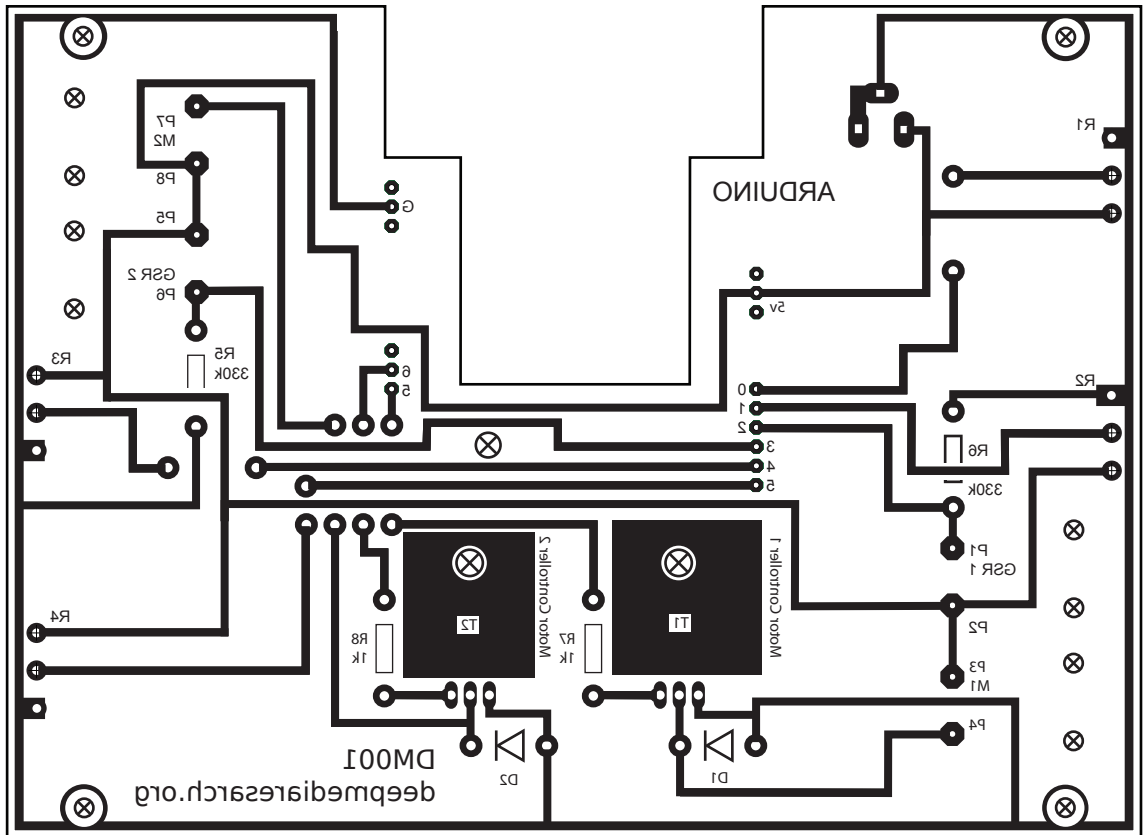 P7
M2
P8
P5
GSR 2
P6
R5
330k
R3
R4
G
6
5
ARDUINO
5v
0
1
2
3
4
5
R1
R2
R6
330k
P1
GSR 1
P2
P3
M1
P4
Motor Controller 2
T2
R8
1k
Motor Controller 1
T1
R7
1k
D2
D1
DM001
deepmediaresarch.org